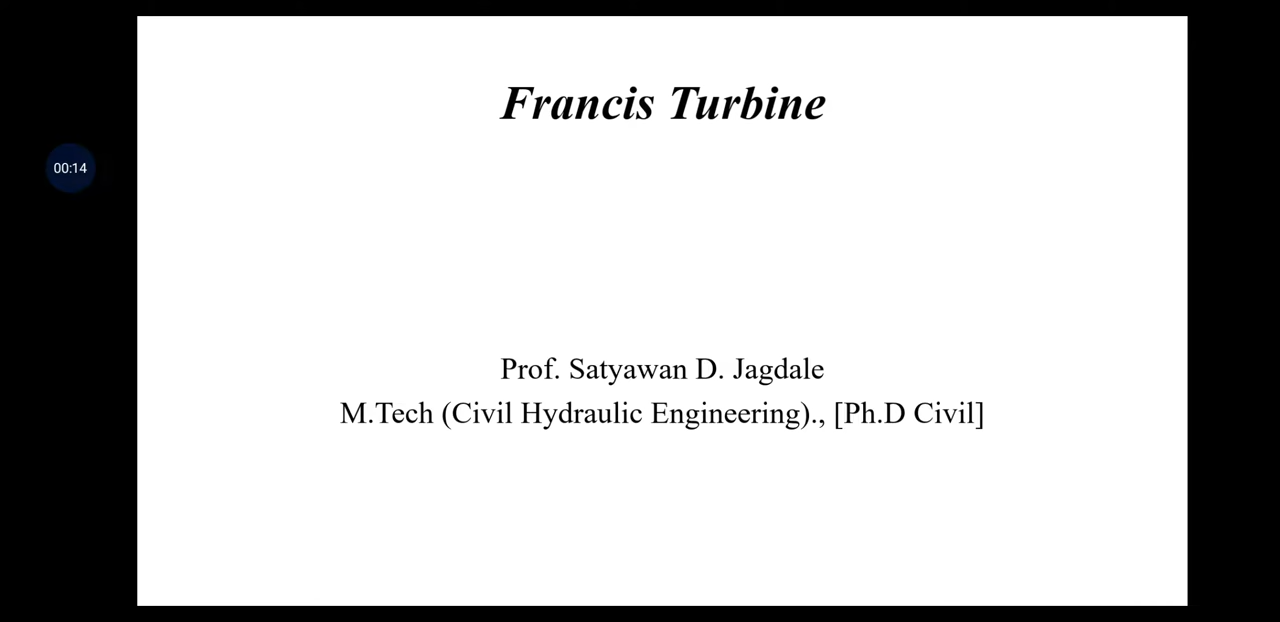 Francis Turbine
00:14
Prof. Satyawan D. Jagdale
M.Tech (Civil Hydraulic Engineering)., [Ph.D Civil]